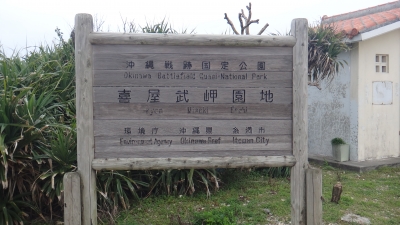 沖縄戦跡国定公園
Okinawa Battlefield Quasi-National Park
喜屋武岬園地
環境庁 沖縄県 糸満市
Environment Agency Okinawa Pref. Itoman City